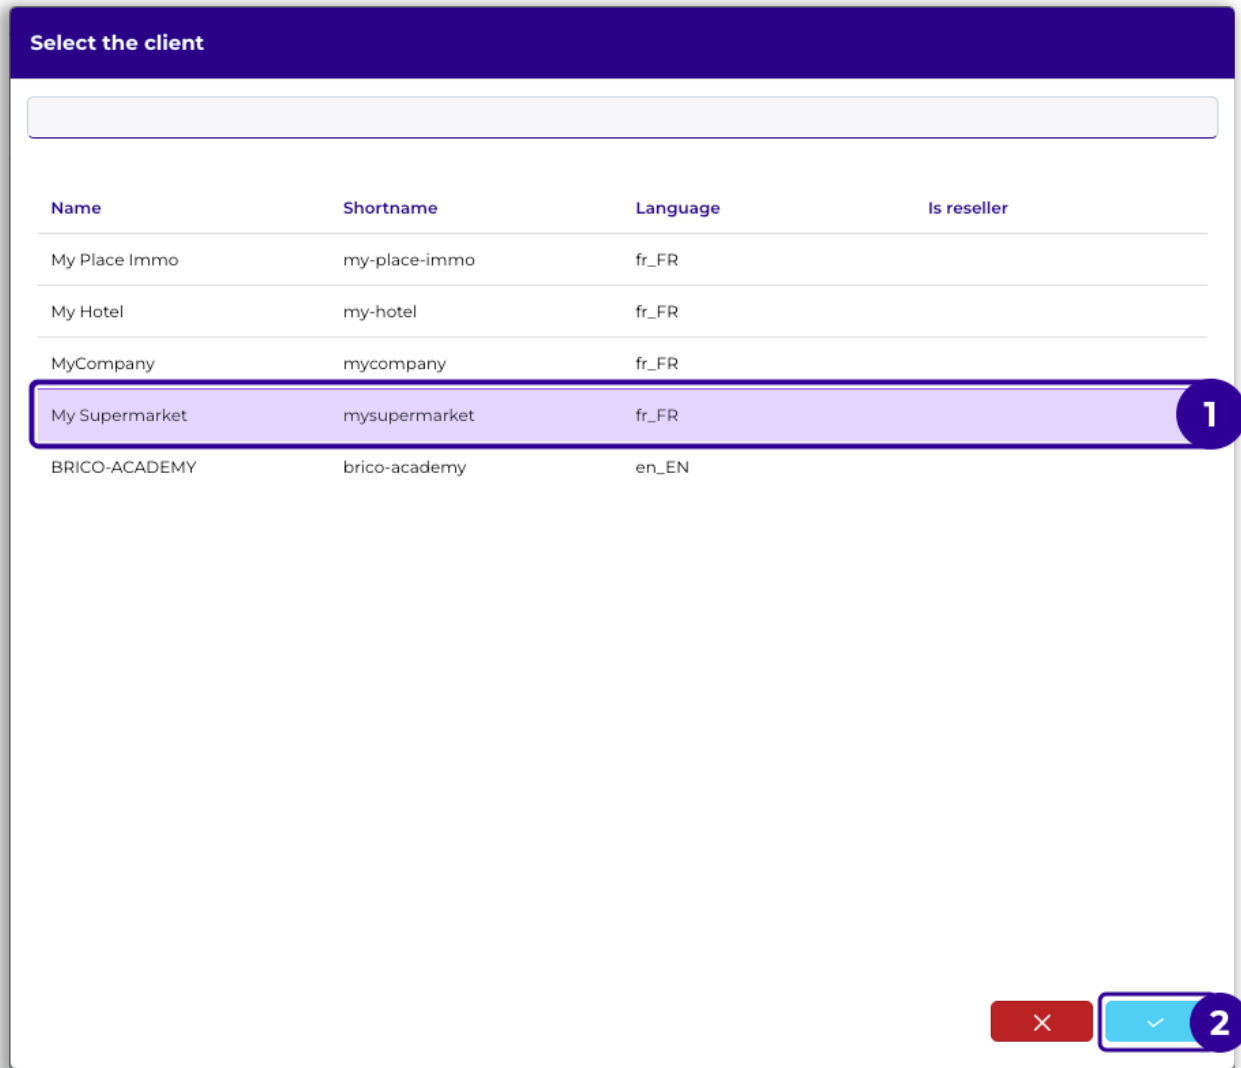 Select the client
Name Shortname Language Is reseller
My Place Immo my-place-immo fr_FR
My Hotel my-hotel fr_FR
MyCompany mycompany fr_FR
My Supermarket mysupermarket fr_FR 1
BRICO-ACADEMY brico-academy en_EN
2